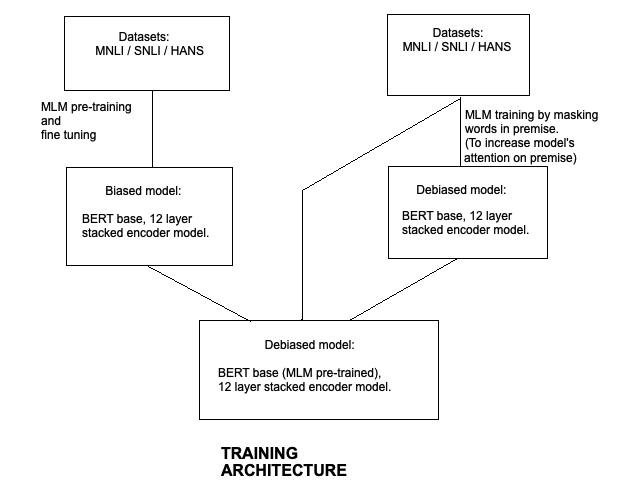 Datasets:
MNLI / SNLI / HANS
Datasets:
MNLI / SNLI / HANS
MLM pre-training
and
fine tuning
MLM training by masking
words in premise.
(To increase model's
attention on premise)
Biased model:
BERT base, 12 layer
stacked encoder model.
Debiased model:
BERT base, 12 layer
stacked encoder model.
Debiased model:
BERT base (MLM pre-trained),
12 layer stacked encoder model.
TRAINING
ARCHITECTURE